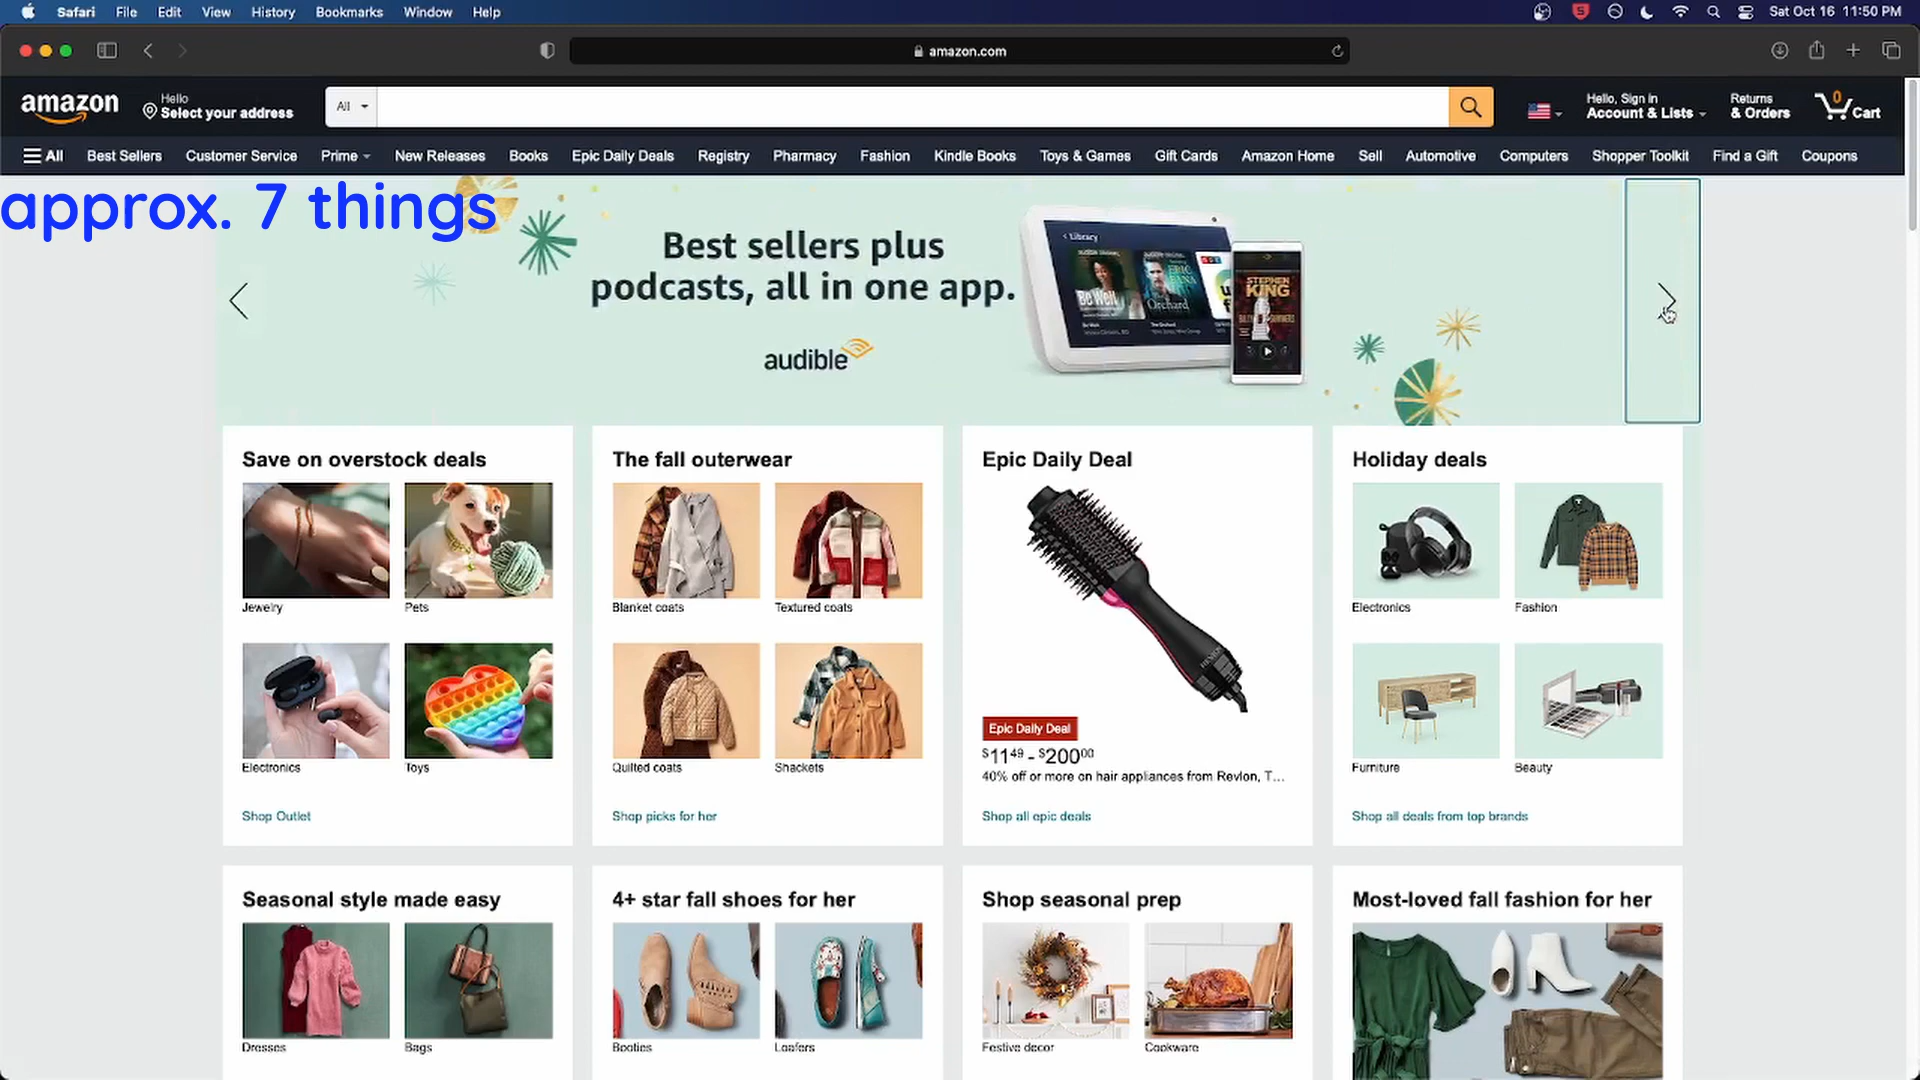 Safari File Edit View History Bookmarks Window Help
Sat Oct 16 11:50 PM
amazon.com
amazon
Hello
Select your address
All
Hello, Sign in
Account & Lists
Returns
& Orders
0
Cart
All Best Sellers Customer Service Prime New Releases Books Epic Daily Deals Registry Pharmacy Fashion Kindle Books Toys & Games Gift Cards Amazon Home Sell Automotive Computers Shopper Toolkit Find a Gift Coupons
approx. 7 things
Best sellers plus
podcasts, all in one app.
audible
Library
Be Well
Orchard
STEPHEN
KING
Save on overstock deals
Jewelry Pets
Electronics Toys
Shop Outlet
The fall outerwear
Blanket coats Textured coats
Quilted coats Shackets
Shop picks for her
Epic Daily Deal
REVLON
Epic Daily Deal
$1149 - $20000
40% off or more on hair appliances from Revlon, T...
Shop all epic deals
Holiday deals
Electronics Fashion
Furniture Beauty
Shop all deals from top brands
Seasonal style made easy
Dresses Bags
4+ star fall shoes for her
Booties Loafers
Shop seasonal prep
Festive decor Cookware
Most-loved fall fashion for her